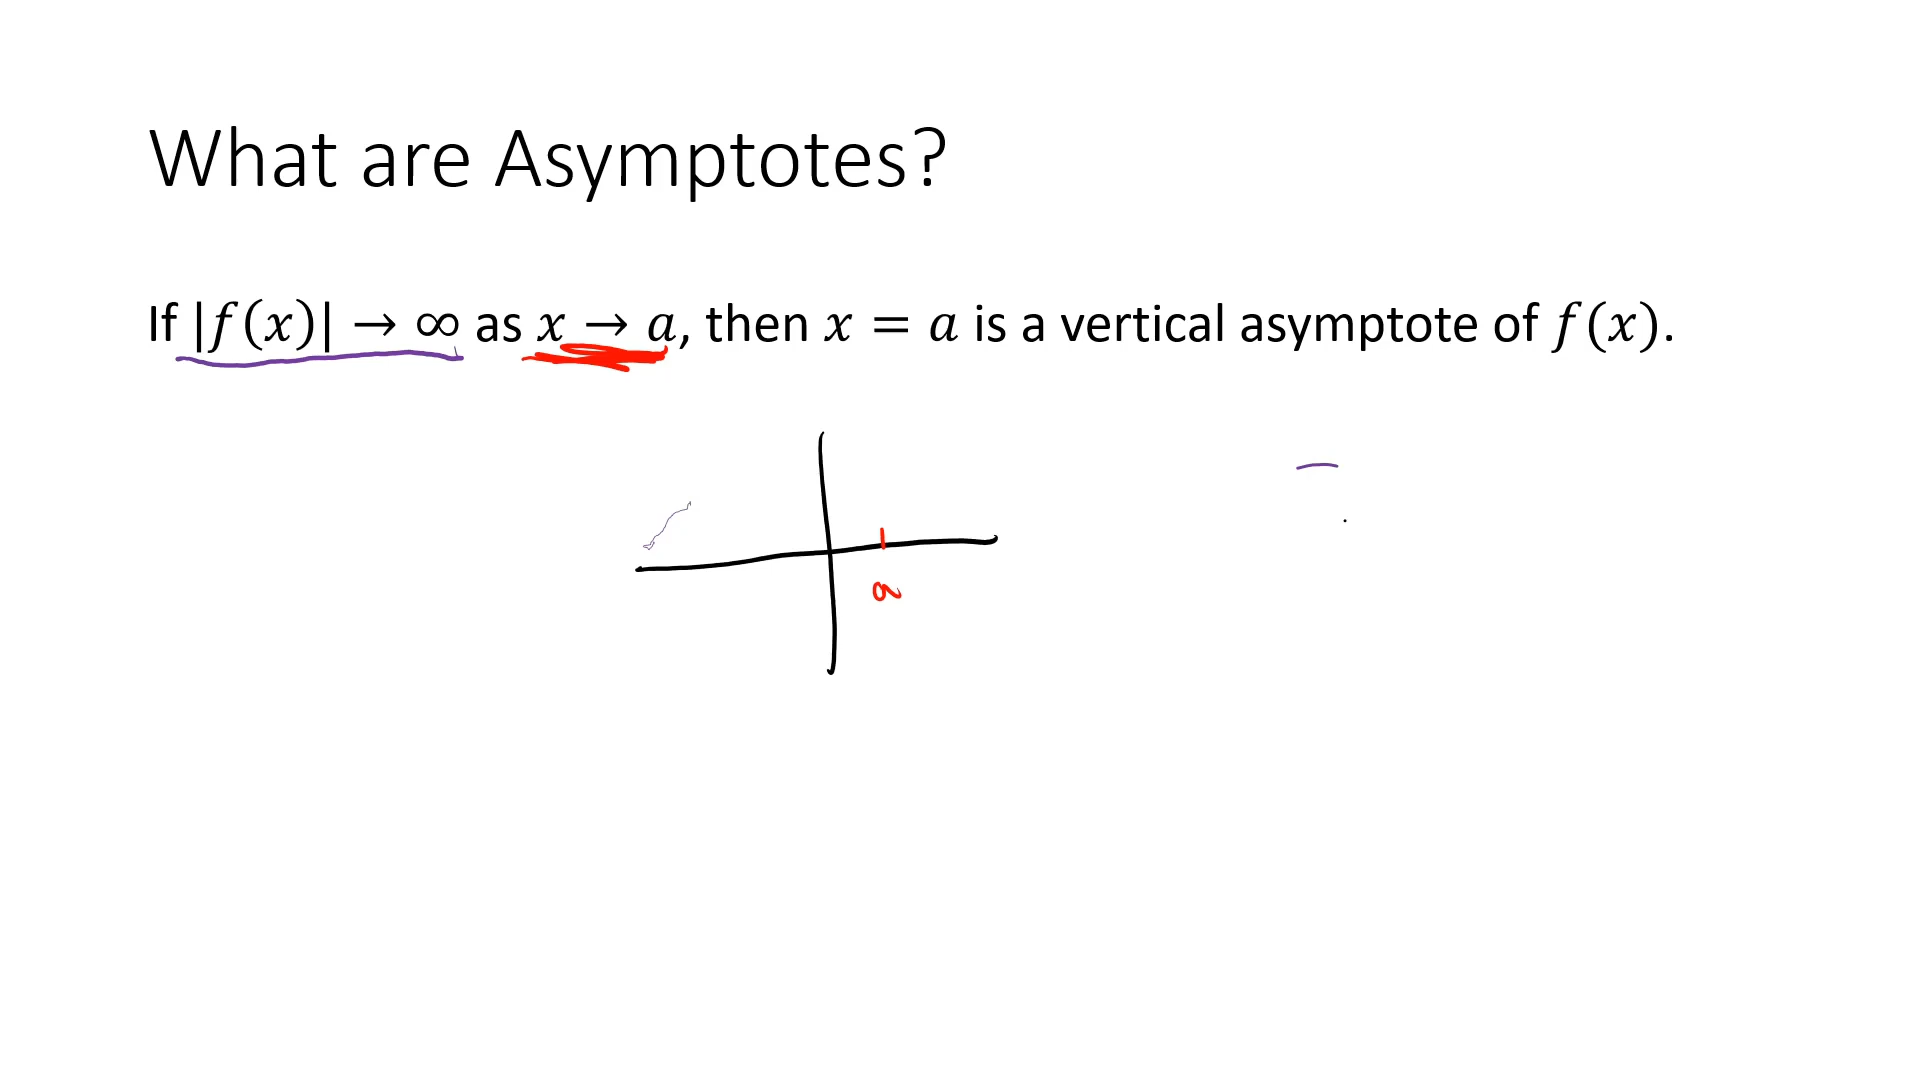 What are Asymptotes?
If |f(x)| → ∞ as x → a, then x = a is a vertical asymptote of f(x).
a